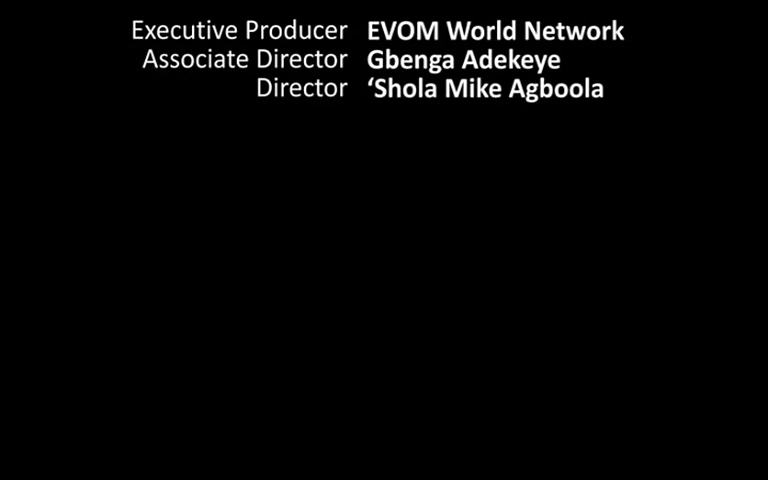 Executive Producer EVOM World Network
Associate Director Gbenga Adekeye
Director ‘Shola Mike Agboola